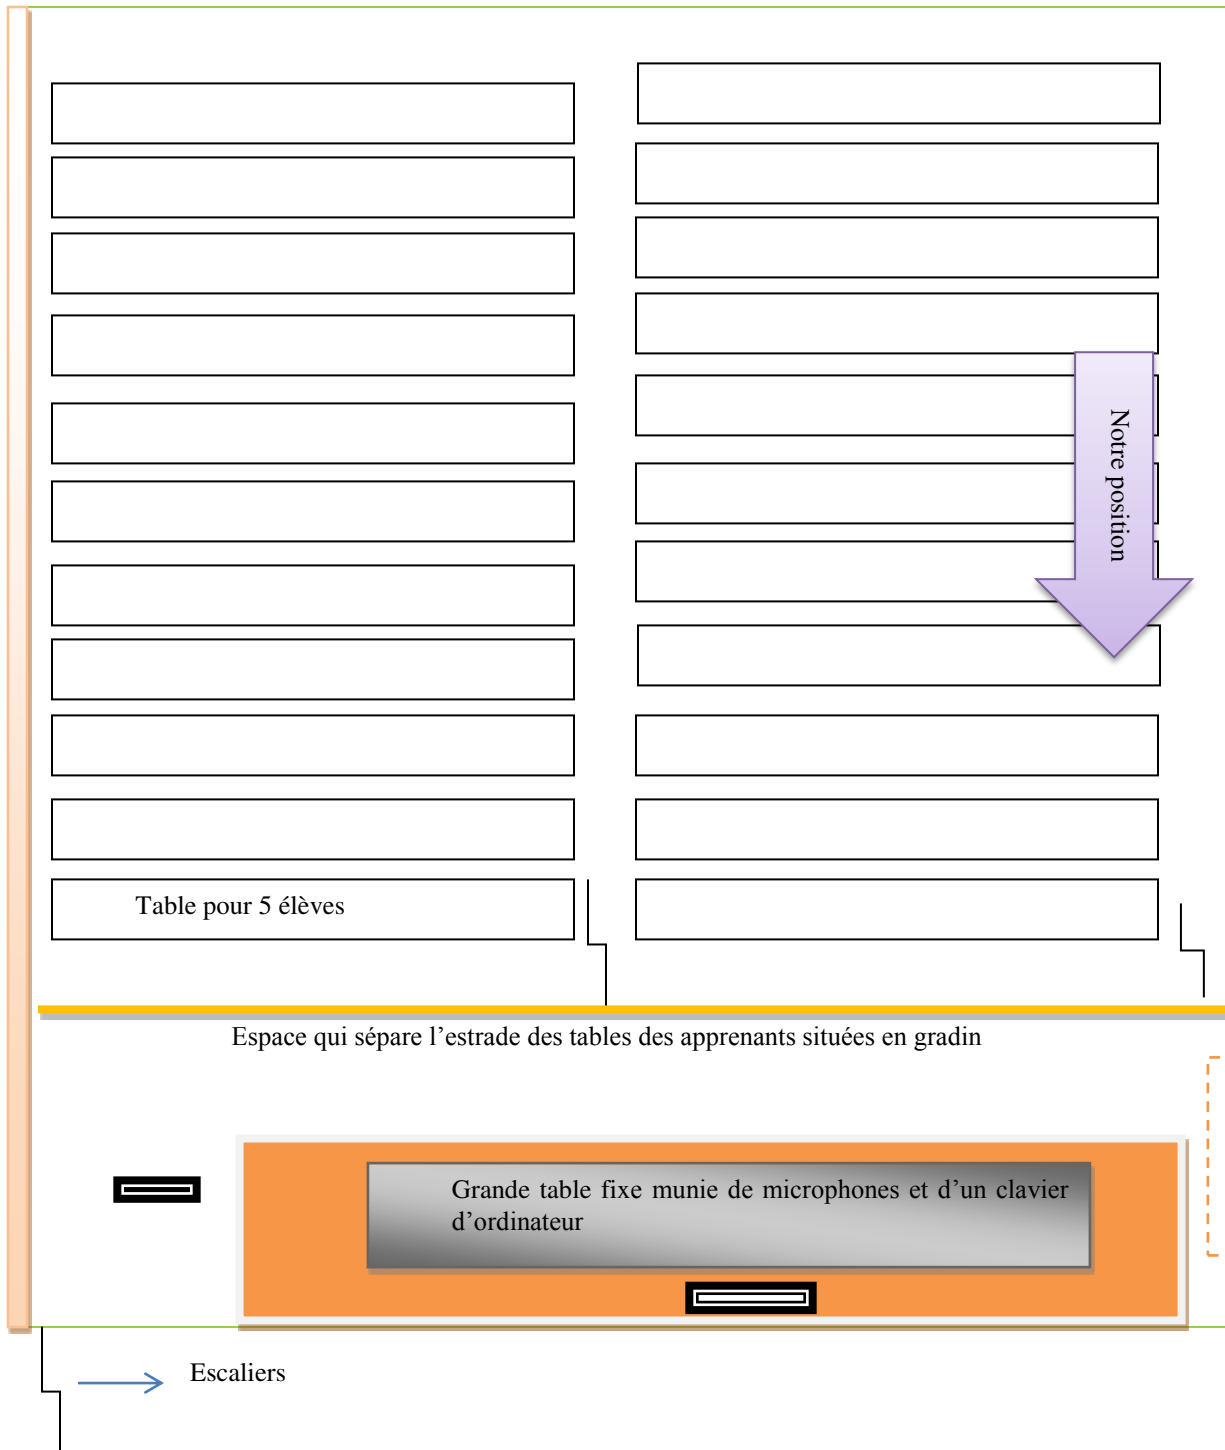 Notre position
Table pour 5 élèves
Espace qui sépare l’estrade des tables des apprenants situées en gradin
Grande table fixe munie de microphones et d’un clavier
d’ordinateur
Escaliers